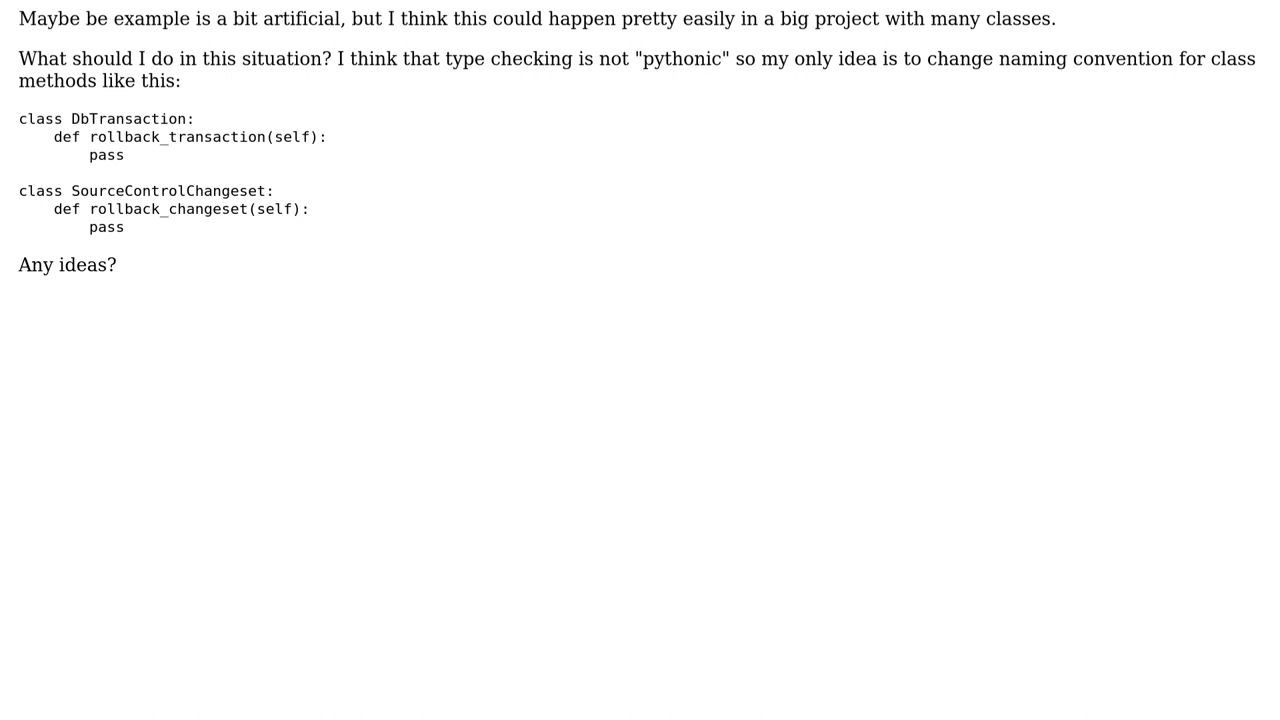 Maybe be example is a bit artificial, but I think this could happen pretty easily in a big project with many classes.
What should I do in this situation? I think that type checking is not "pythonic" so my only idea is to change naming convention for class
methods like this:
class DbTransaction:
    def rollback_transaction(self):
        pass
class SourceControlChangeset:
    def rollback_changeset(self):
        pass
Any ideas?